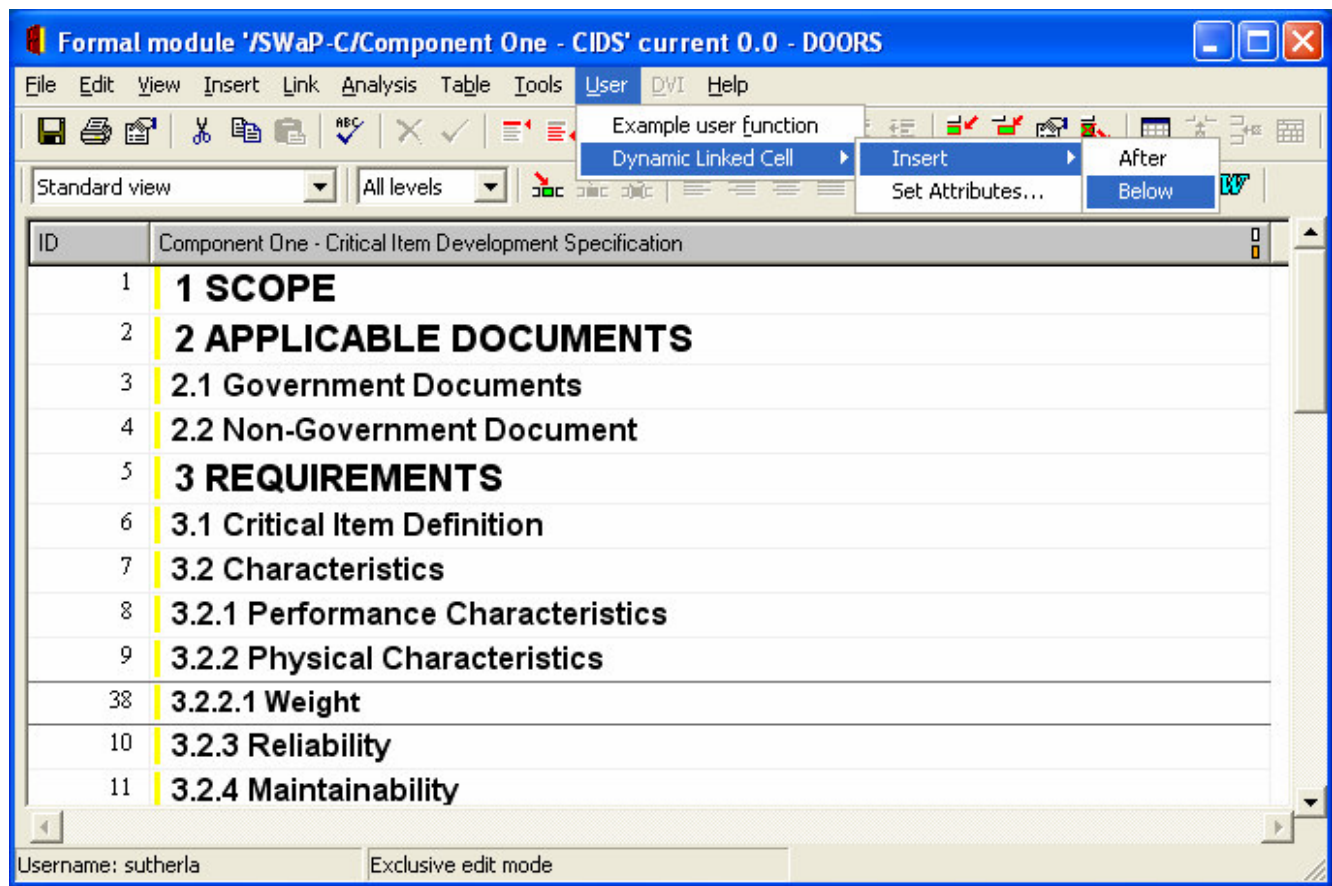 Formal module '/SWaP-C/Component One - CIDS' current 0.0 - DOORS
File Edit View Insert Link Analysis Table Tools User DVI Help
Example user function
Dynamic Linked Cell
Insert
After
Set Attributes...
Below
ABC
Standard view
All levels
W
ID Component One - Critical Item Development Specification
1 1 SCOPE
2 2 APPLICABLE DOCUMENTS
3 2.1 Government Documents
4 2.2 Non-Government Document
5 3 REQUIREMENTS
6 3.1 Critical Item Definition
7 3.2 Characteristics
8 3.2.1 Performance Characteristics
9 3.2.2 Physical Characteristics
38 3.2.2.1 Weight
10 3.2.3 Reliability
11 3.2.4 Maintainability
Username: sutherla Exclusive edit mode